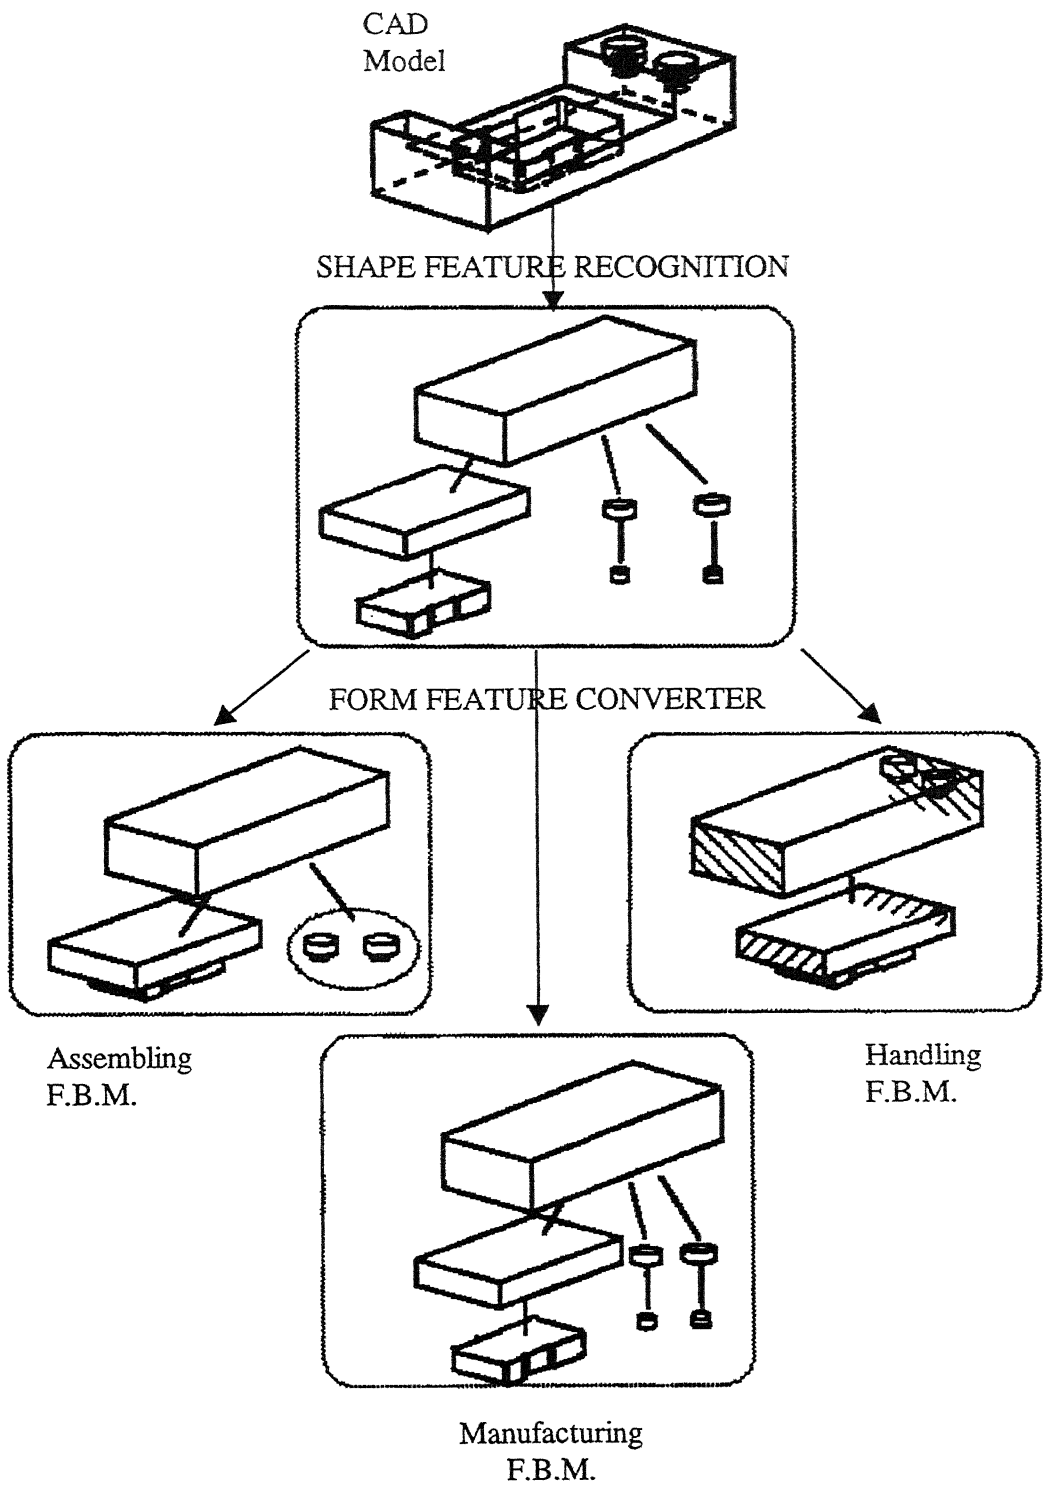 CAD
Model
SHAPE FEATURE RECOGNITION
FORM FEATURE CONVERTER
Assembling
F.B.M.
Handling
F.B.M.
Manufacturing
F.B.M.